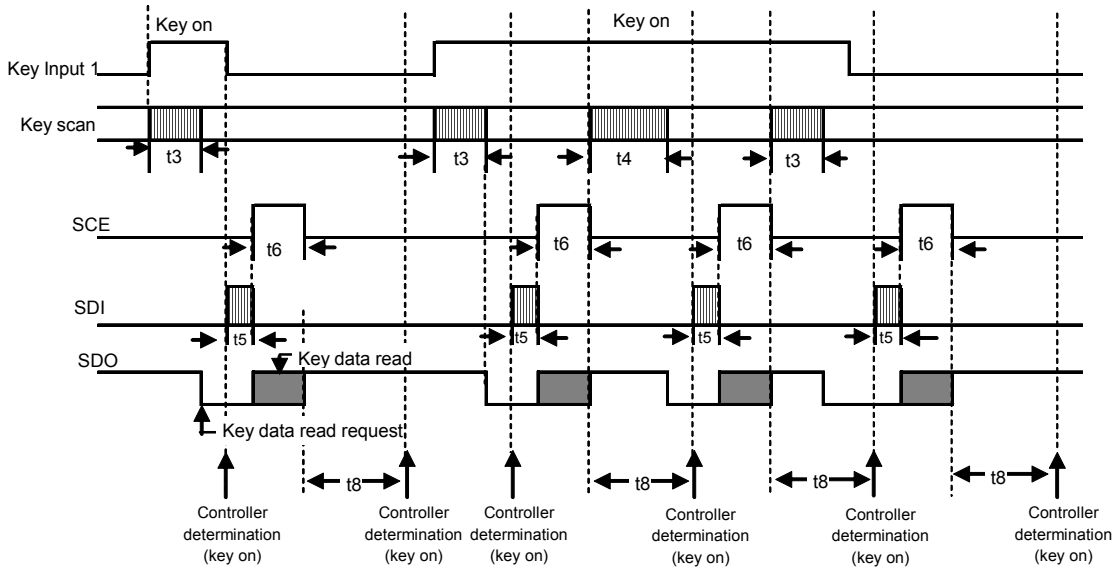 Key on
Key on
Key Input 1
Key scan
t3
t3
t4
t3
SCE
t6
t6
t6
t6
SDI
t5
t5
t5
t5
SDO
Key data read
Key data read request
t8
t8
t8
t8
Controller
determination
(key on)
Controller
determination
(key on)
Controller
determination
(key on)
Controller
determination
(key on)
Controller
determination
(key on)
Controller
determination
(key on)